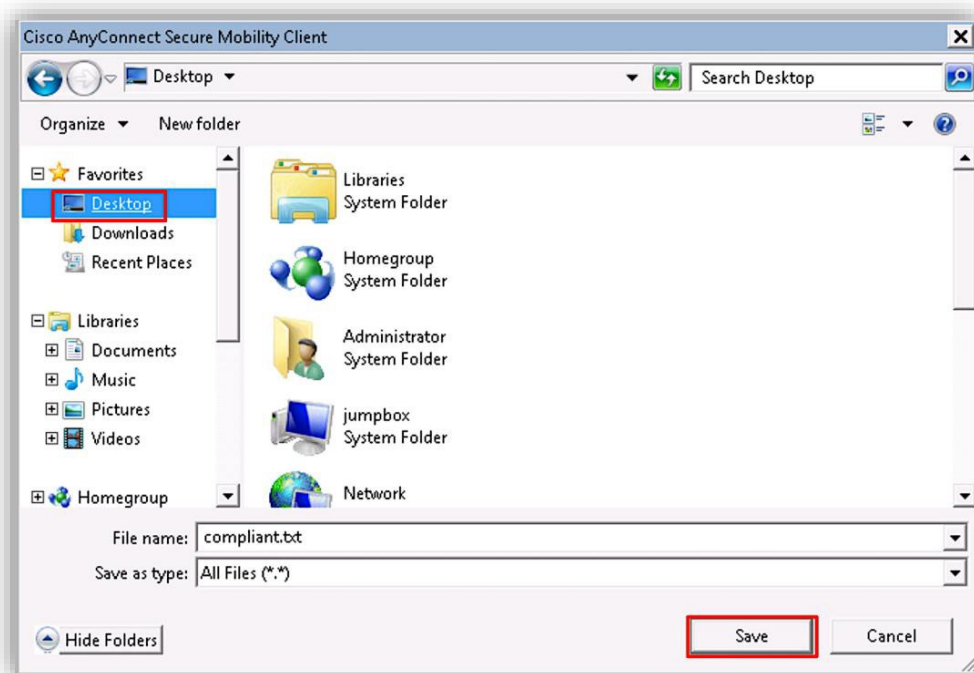 Cisco AnyConnect Secure Mobility Client
Desktop
Search Desktop
Organize
New folder
Favorites
Desktop
Downloads
Recent Places
Libraries
Documents
Music
Pictures
Videos
Homegroup
Libraries
System Folder
Homegroup
System Folder
Administrator
System Folder
jumpbox
System Folder
Network
File name: compliant.txt
Save as type: All Files (*.*)
Hide Folders
Save
Cancel